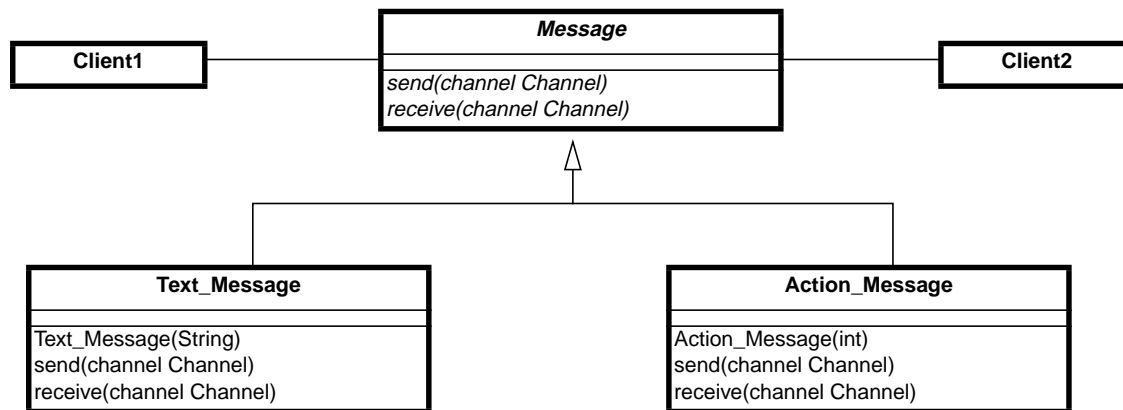 Message
Client1
Client2
send(channel Channel)
receive(channel Channel)
Text_Message
Text_Message(String)
send(channel Channel)
receive(channel Channel)
Action_Message
Action_Message(int)
send(channel Channel)
receive(channel Channel)